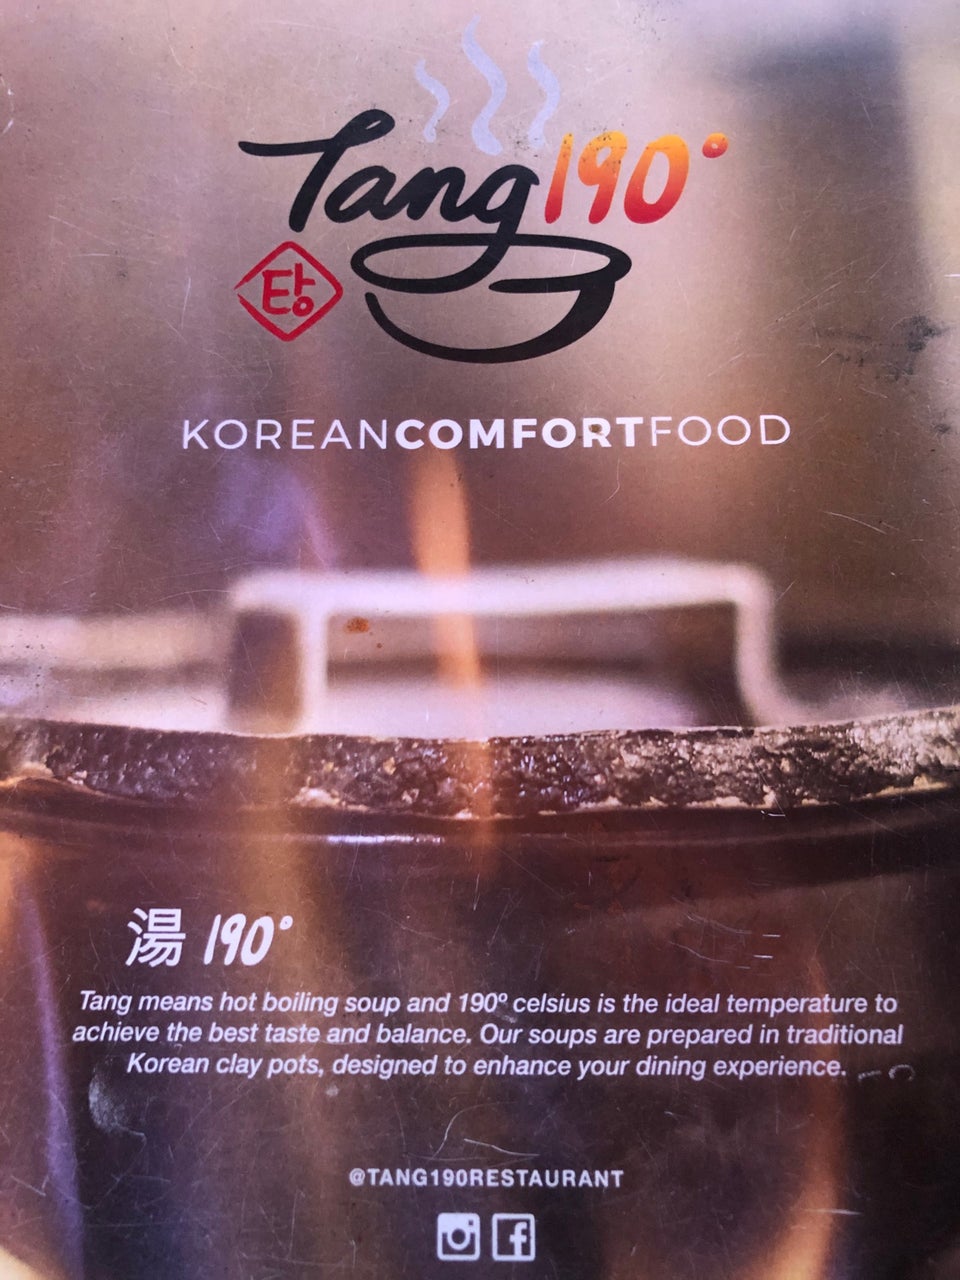 Tang190°
탕
KOREANCOMFORTFOOD
湯 190°
Tang means hot boiling soup and 190º celsius is the ideal temperature to
achieve the best taste and balance. Our soups are prepared in traditional
Korean clay pots, designed to enhance your dining experience.
@TANG190RESTAURANT